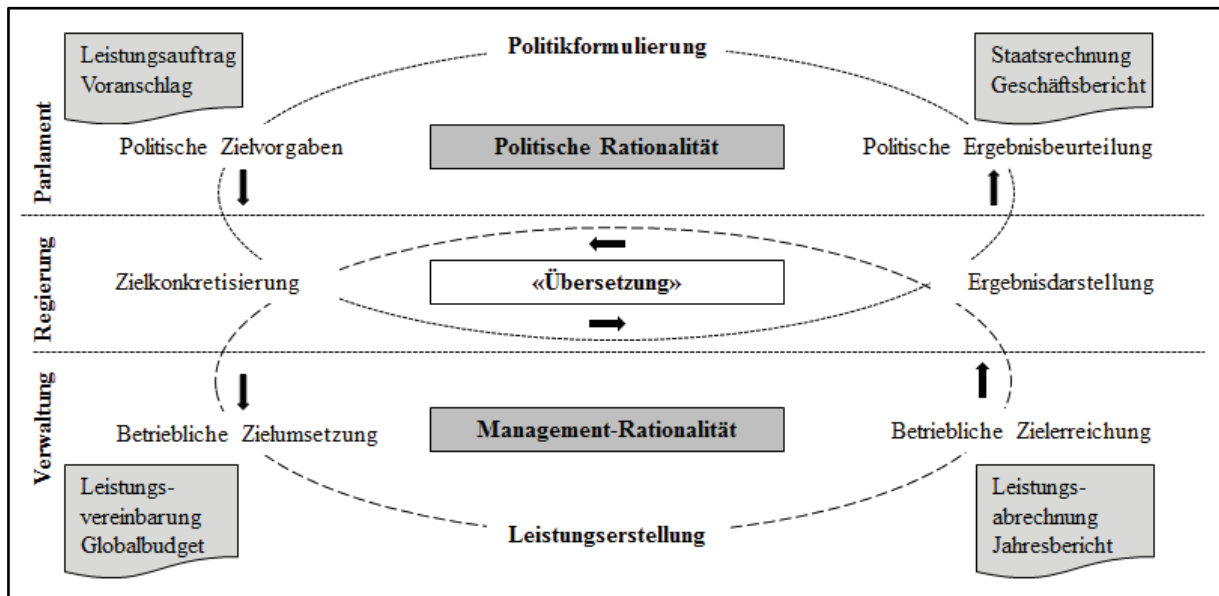 Leistungsauftrag
Voranschlag
Politikformulierung
Staatsrechnung
Geschäftsbericht
Parlament
Politische Zielvorgaben
Politische Rationalität
Politische Ergebnisbeurteilung
Regierung
Zielkonkretisierung
«Übersetzung»
Ergebnisdarstellung
Verwaltung
Betriebliche Zielumsetzung
Management-Rationalität
Betriebliche Zielerreichung
Leistungs-
vereinbarung
Globalbudget
Leistungserstellung
Leistungs-
abrechnung
Jahresbericht